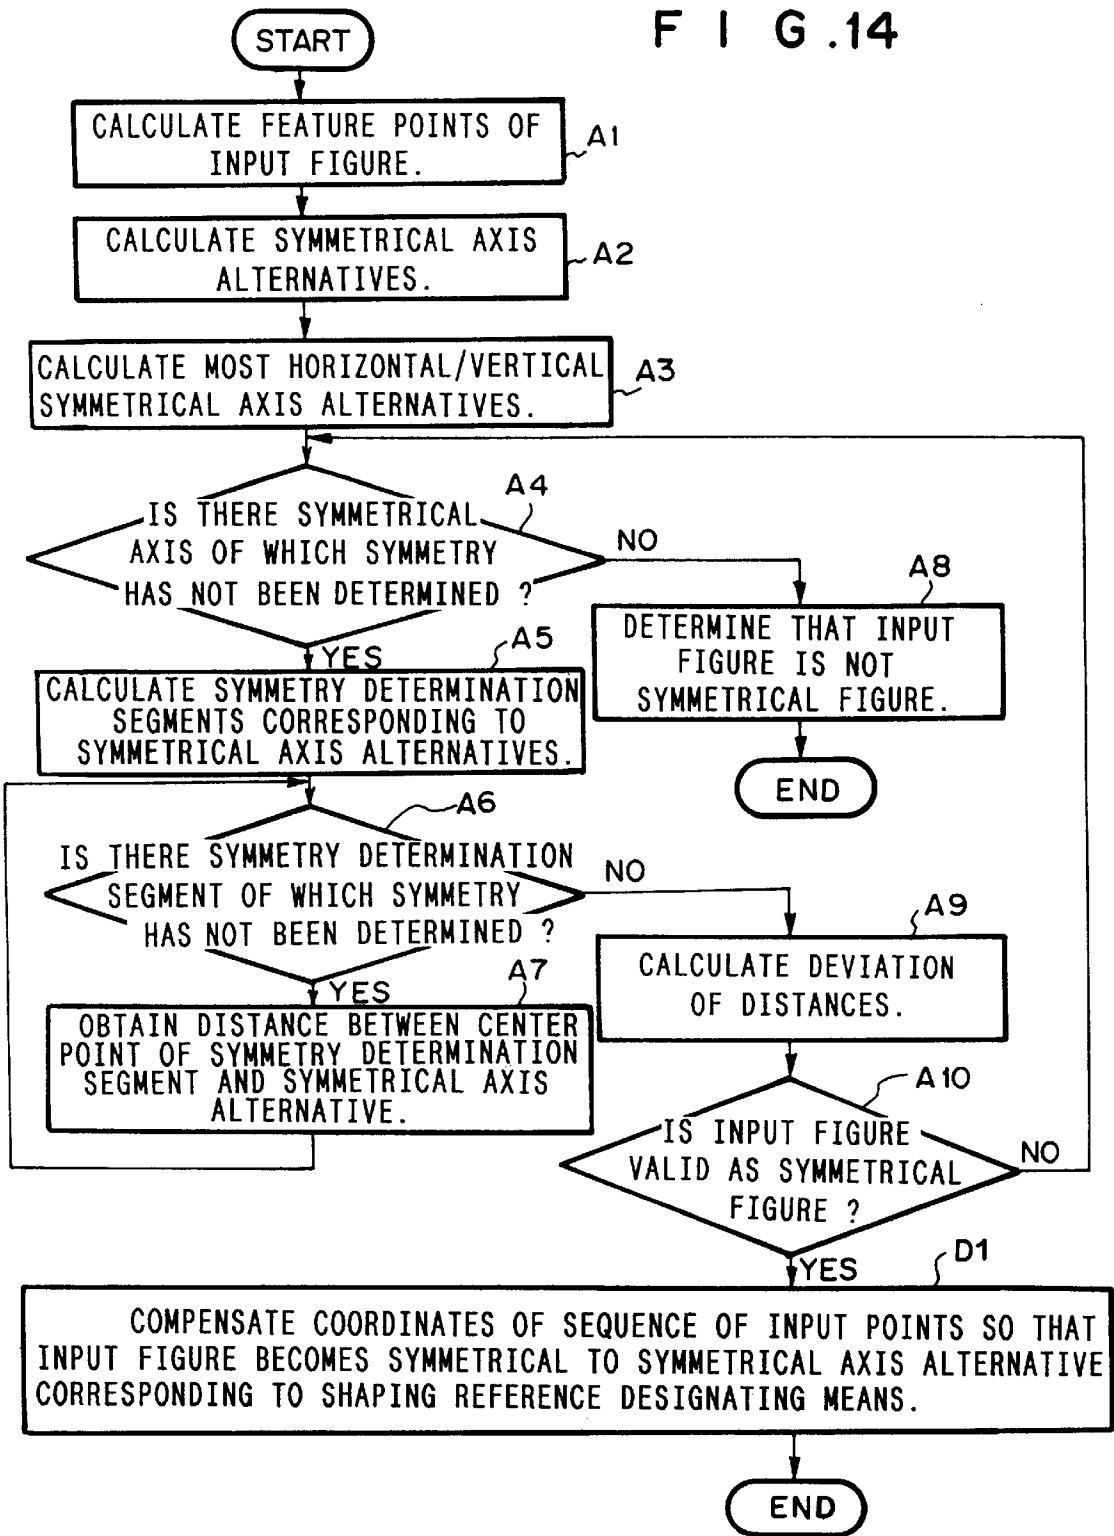 F I G .14
START
CALCULATE FEATURE POINTS OF
INPUT FIGURE.
A1
CALCULATE SYMMETRICAL AXIS
ALTERNATIVES.
A2
CALCULATE MOST HORIZONTAL/VERTICAL
SYMMETRICAL AXIS ALTERNATIVES.
A3
A4
IS THERE SYMMETRICAL
AXIS OF WHICH SYMMETRY
HAS NOT BEEN DETERMINED ?
NO
YES
A8
DETERMINE THAT INPUT
FIGURE IS NOT
SYMMETRICAL FIGURE.
END
A5
CALCULATE SYMMETRY DETERMINATION
SEGMENTS CORRESPONDING TO
SYMMETRICAL AXIS ALTERNATIVES.
A6
IS THERE SYMMETRY DETERMINATION
SEGMENT OF WHICH SYMMETRY
HAS NOT BEEN DETERMINED ?
NO
YES
A7
OBTAIN DISTANCE BETWEEN CENTER
POINT OF SYMMETRY DETERMINATION
SEGMENT AND SYMMETRICAL AXIS
ALTERNATIVE.
A9
CALCULATE DEVIATION
OF DISTANCES.
A10
IS INPUT FIGURE
VALID AS SYMMETRICAL
FIGURE ?
NO
YES
D1
COMPENSATE COORDINATES OF SEQUENCE OF INPUT POINTS SO THAT
INPUT FIGURE BECOMES SYMMETRICAL TO SYMMETRICAL AXIS ALTERNATIVE
CORRESPONDING TO SHAPING REFERENCE DESIGNATING MEANS.
END